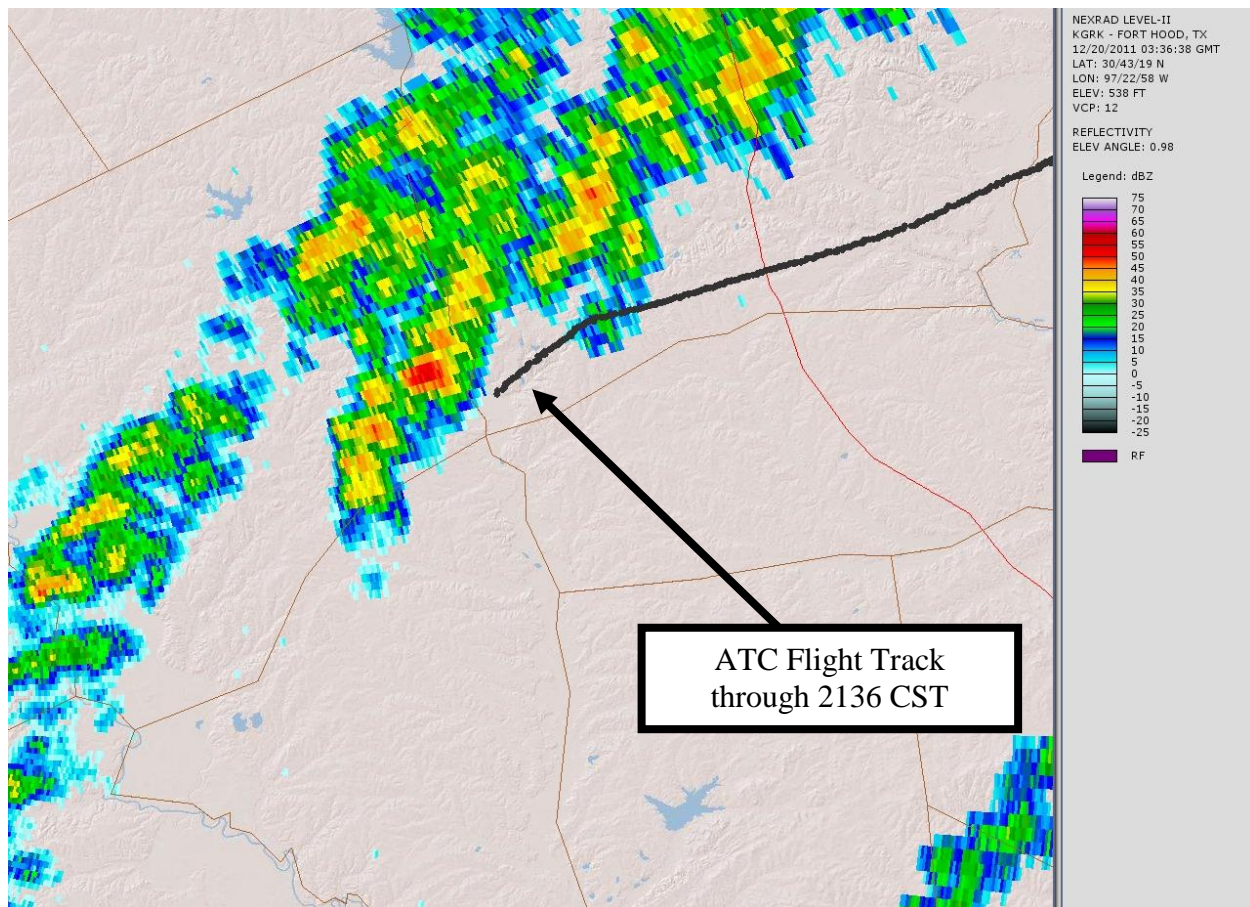 NEXRAD LEVEL-II
KGRK - FORT HOOD, TX
12/20/2011 03:36:38 GMT
LAT: 30/43/19 N
LON: 97/22/58 W
ELEV: 538 FT
VCP: 12
REFLECTIVITY
ELEV ANGLE: 0.98
Legend: dBZ
75
70
65
60
55
50
45
40
35
30
25
20
15
10
5
0
-5
-10
-15
-20
-25
RF
ATC Flight Track
through 2136 CST